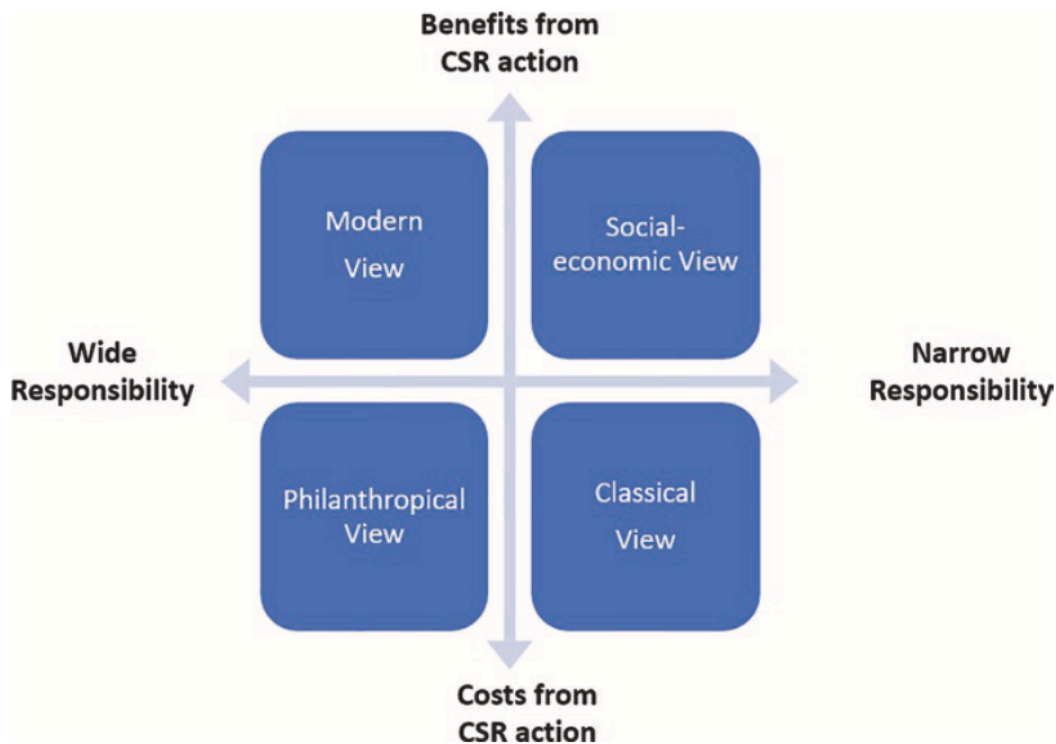 Benefits from
CSR action
Modern
View
Social-
economic View
Wide
Responsibility
Narrow
Responsibility
Philanthropical
View
Classical
View
Costs from
CSR action